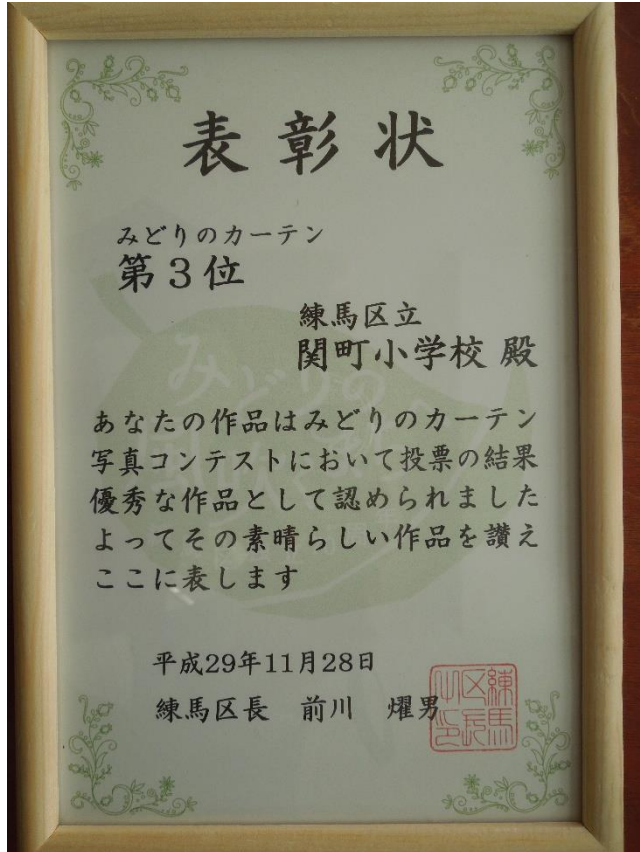 表彰状
みどりのカーテン
第3位
練馬区立
関町小学校 殿
あなたの作品はみどりのカーテン
写真コンテストにおいて投票の結果
優秀な作品として認められました
よってその素晴らしい作品を讃え
ここに表します
平成29年11月28日
練馬区長 前川 燿男
練馬区長之印
みどりの